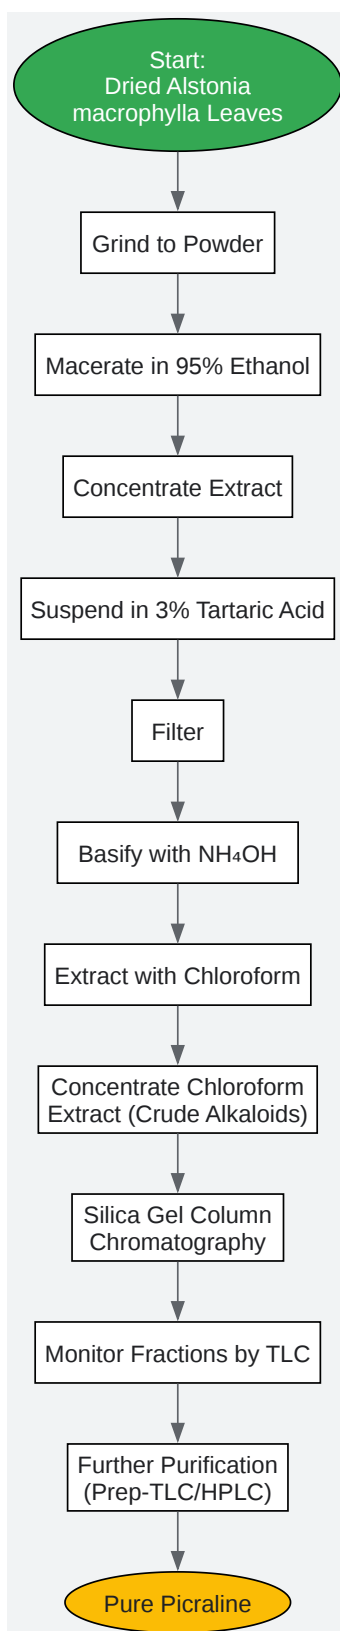 Start:
Dried Alstonia
macrophylla Leaves
Grind to Powder
Macerate in 95% Ethanol
Concentrate Extract
Suspend in 3% Tartaric Acid
Filter
Basify with NH₄OH
Extract with Chloroform
Concentrate Chloroform
Extract (Crude Alkaloids)
Silica Gel Column
Chromatography
Monitor Fractions by TLC
Further Purification
(Prep-TLC/HPLC)
Pure Picraline